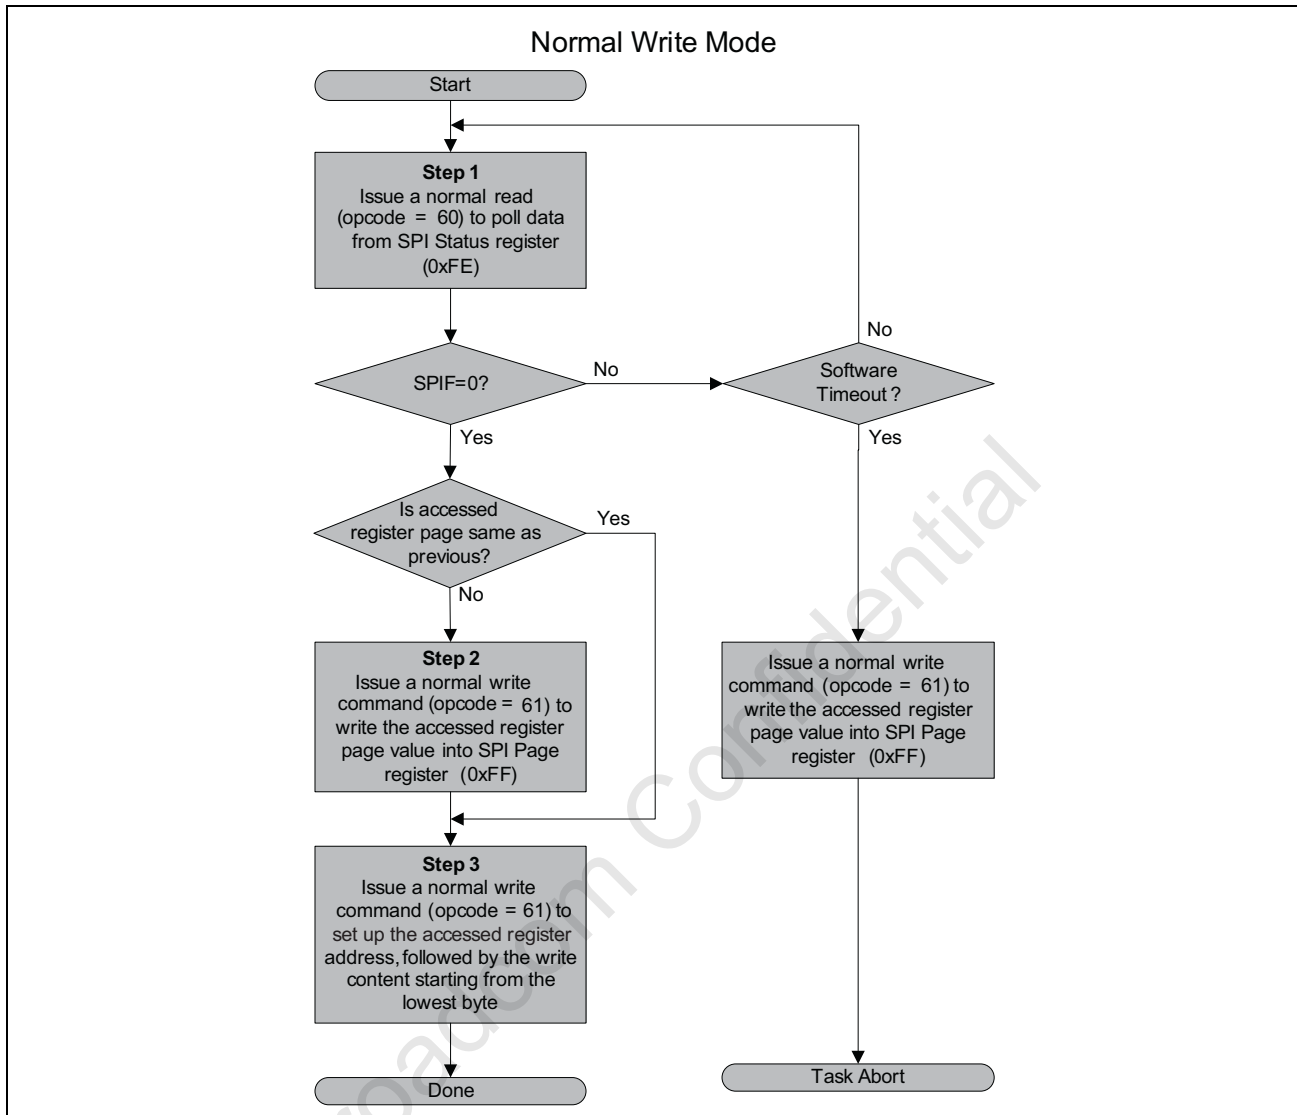 Normal Write Mode
Start
Step 1
Issue a normal read
(opcode = 60) to poll data
from SPI Status register
(0xFE)
No
SPIF=0?
No
Software
Timeout ?
Yes
Yes
Is accessed
register page same as
previous?
Yes
No
Step 2
Issue a normal write
command (opcode = 61) to
write the accessed register
page value into SPI Page
register (0xFF)
Issue a normal write
command (opcode = 61) to
write the accessed register
page value into SPI Page
register (0xFF)
Step 3
Issue a normal write
command (opcode = 61) to
set up the accessed register
address, followed by the write
content starting from the
lowest byte
Done
Task Abort
roadcom Confidential